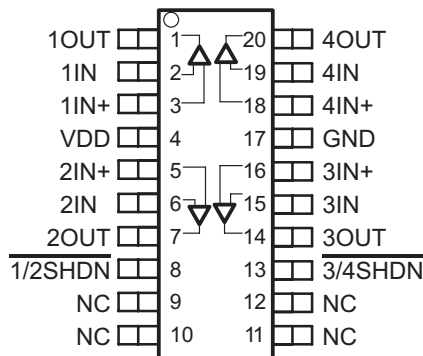 1OUT 1 20 4OUT
1IN 2 19 4IN
1IN+ 3 18 4IN+
VDD 4 17 GND
2IN+ 5 16 3IN+
2IN 6 15 3IN
2OUT 7 14 3OUT
1/2SHDN 8 13 3/4SHDN
NC 9 12 NC
NC 10 11 NC